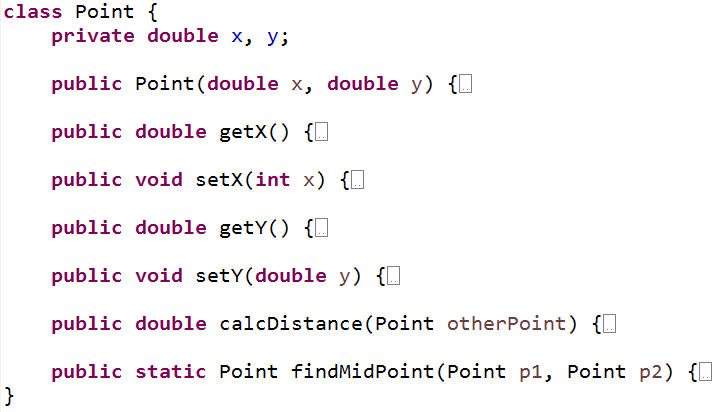 class Point {
private double x, y;
public Point(double x, double y) {..
public double getX() {..
public void setX(int x) {..
public double getY() {..
public void setY(double y) {..
public double calcDistance(Point otherPoint) {..
public static Point findMidPoint(Point p1, Point p2) {..
}